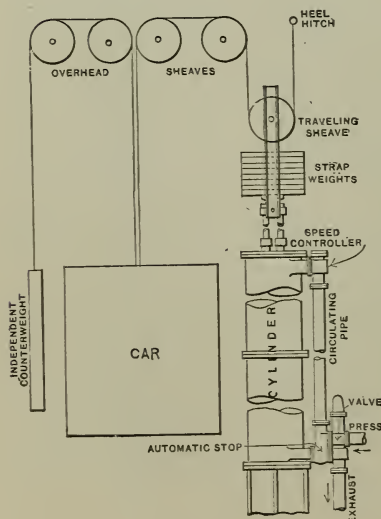 HEEL
HITCH
OVERHEAD
SHEAVES
TRAVELING
SHEAVE
STRAP
WEIGHTS
SPEED
CONTROLLER
INDEPENDENT
COUNTERWEIGHT
CAR
CYLINDER
CIRCULATING
PIPE
VALVE
PRESS
AUTOMATIC STOP
EXHAUST